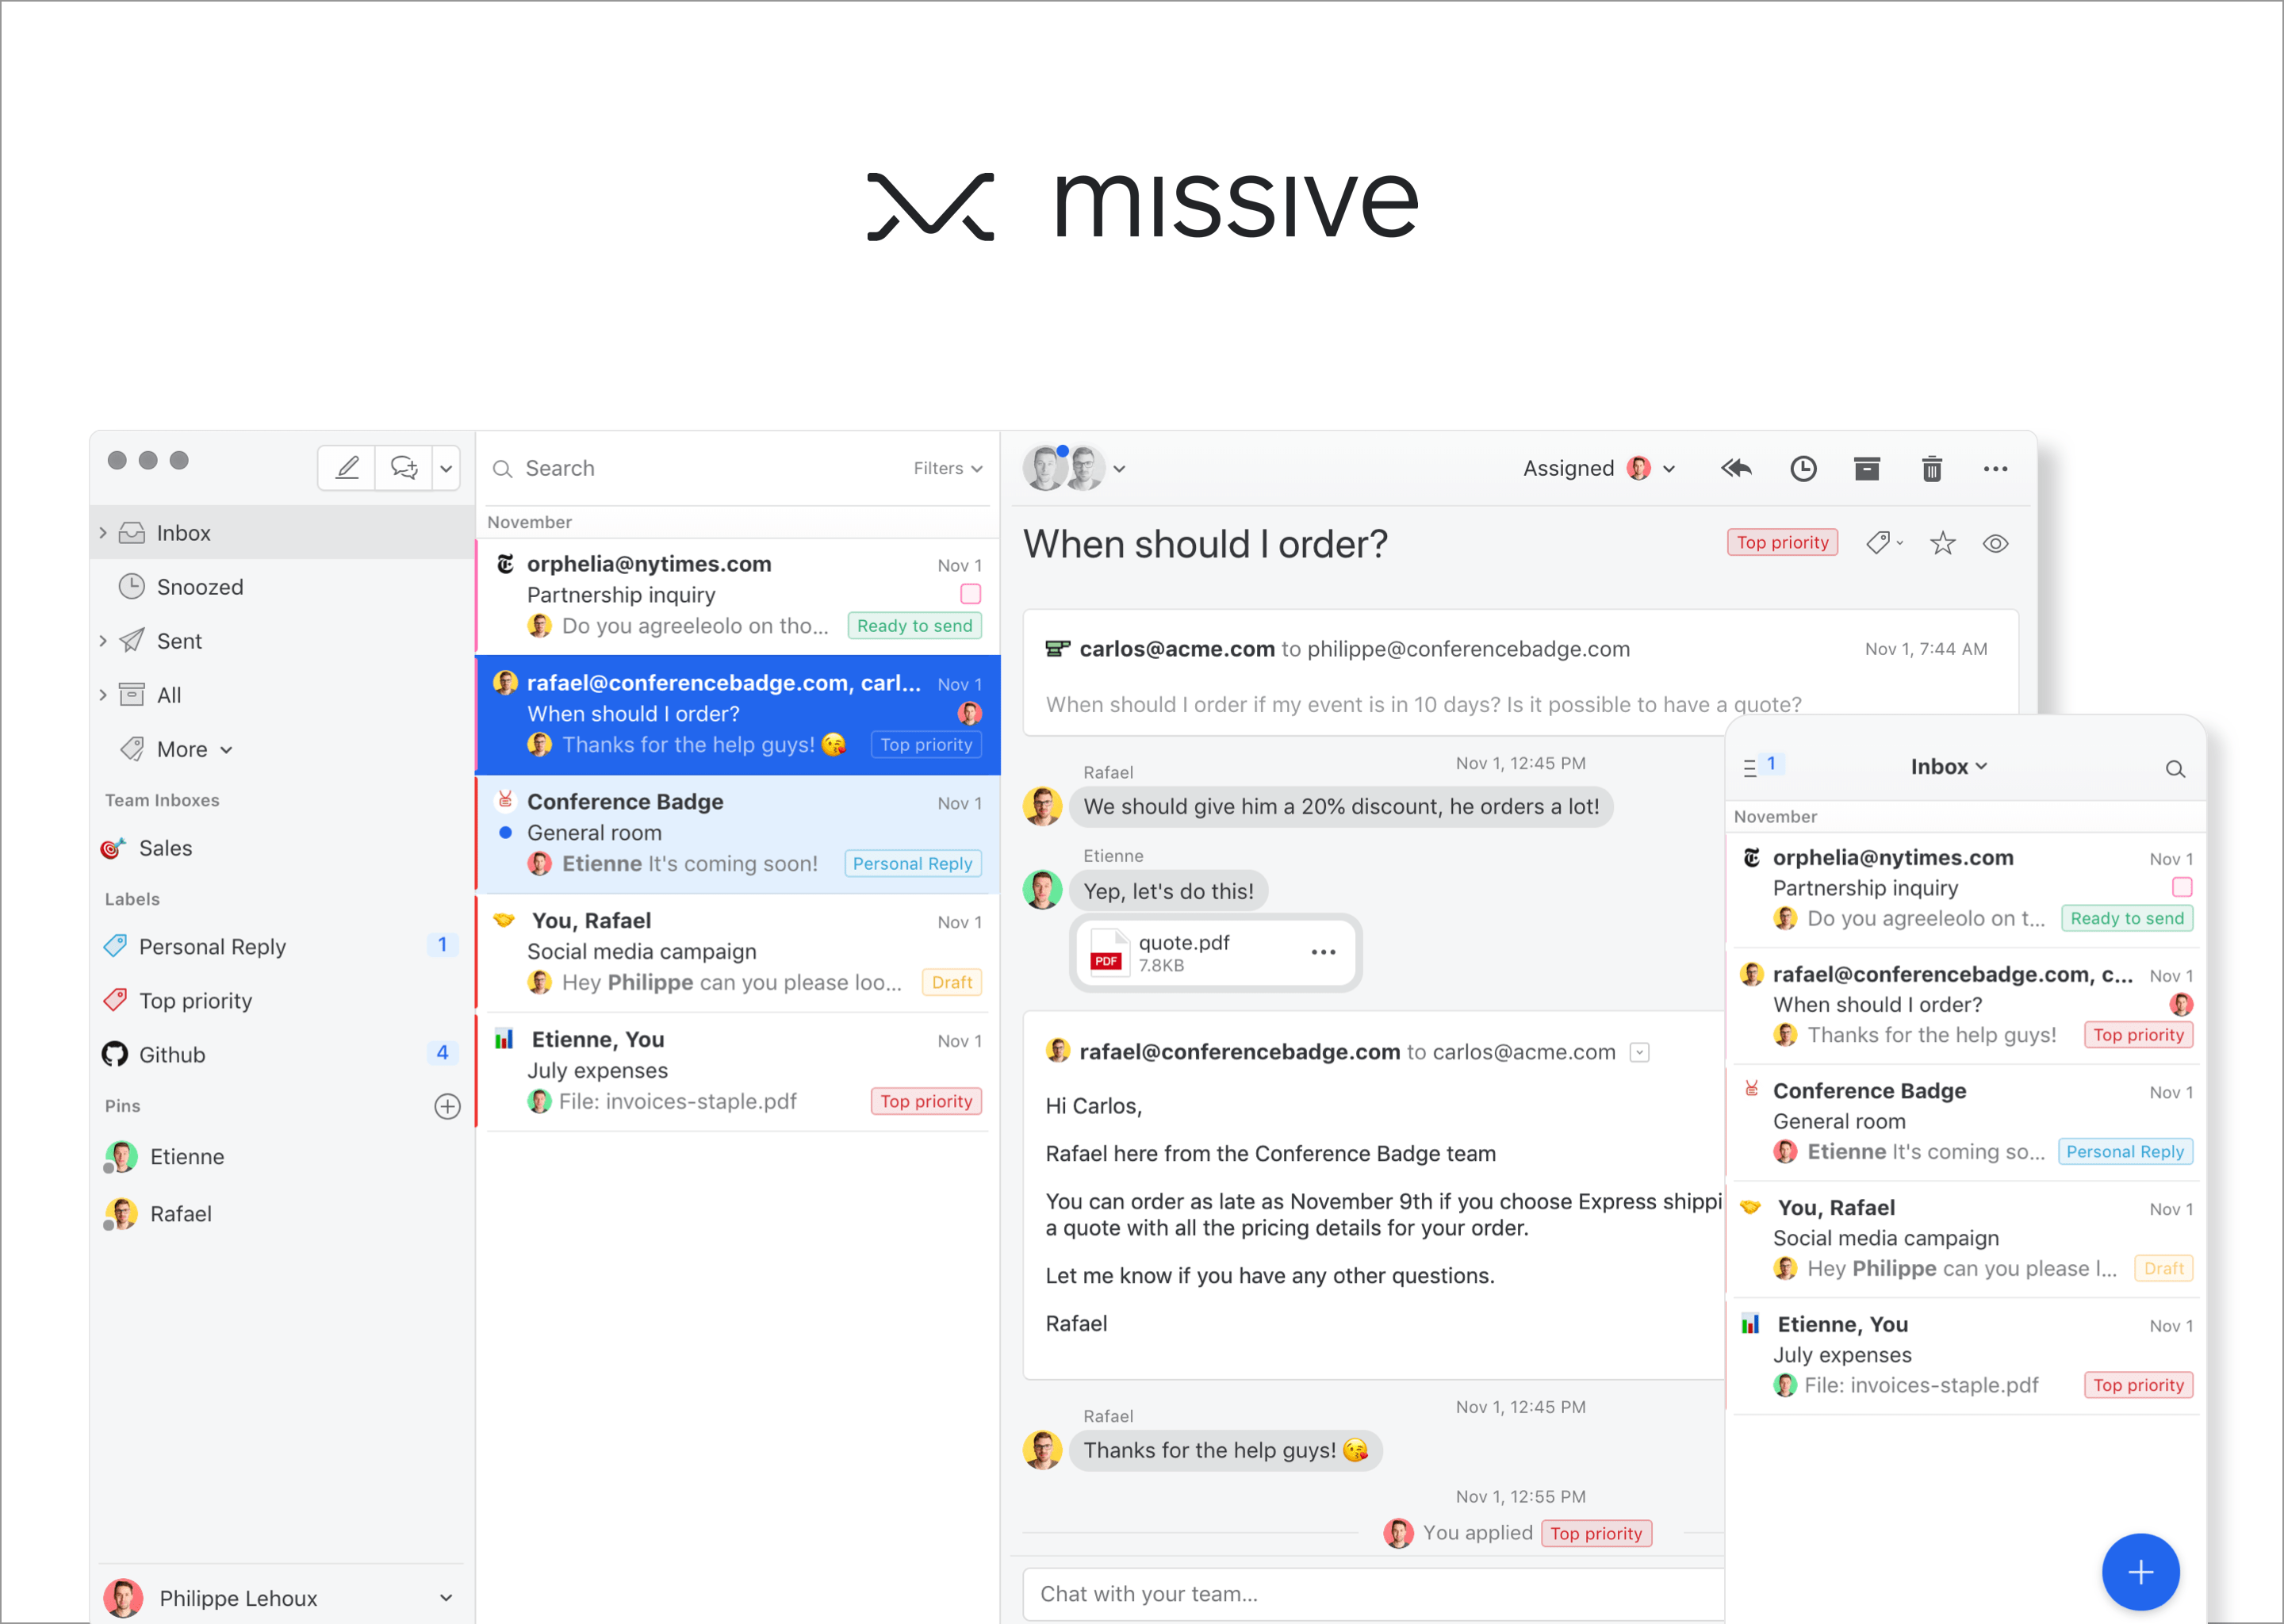 missive
Search
Filters
Inbox
Snoozed
Sent
All
More
Team Inboxes
Sales
Labels
Personal Reply 1
Top priority
Github 4
Pins
Etienne
Rafael
Philippe Lehoux
November
orphelia@nytimes.com Nov 1
Partnership inquiry
Do you agreeleolo on tho... Ready to send
rafael@conferencebadge.com, carl... Nov 1
When should I order?
Thanks for the help guys! 😘 Top priority
Conference Badge Nov 1
General room
Etienne It's coming soon! Personal Reply
You, Rafael Nov 1
Social media campaign
Hey Philippe can you please loo... Draft
Etienne, You Nov 1
July expenses
File: invoices-staple.pdf Top priority
Assigned
When should I order? Top priority
carlos@acme.com to philippe@conferencebadge.com Nov 1, 7:44 AM
When should I order if my event is in 10 days? Is it possible to have a quote?
Nov 1, 12:45 PM
Rafael
We should give him a 20% discount, he orders a lot!
Etienne
Yep, let's do this!
PDF
quote.pdf
7.8KB
rafael@conferencebadge.com to carlos@acme.com
Hi Carlos,
Rafael here from the Conference Badge team
You can order as late as November 9th if you choose Express shippi
a quote with all the pricing details for your order.
Let me know if you have any other questions.
Rafael
Nov 1, 12:45 PM
Rafael
Thanks for the help guys! 😘
Nov 1, 12:55 PM
You applied Top priority
Chat with your team...
1 Inbox
November
orphelia@nytimes.com Nov 1
Partnership inquiry
Do you agreeleolo on t... Ready to send
rafael@conferencebadge.com, c... Nov 1
When should I order?
Thanks for the help guys! Top priority
Conference Badge Nov 1
General room
Etienne It's coming so... Personal Reply
You, Rafael Nov 1
Social media campaign
Hey Philippe can you please l... Draft
Etienne, You Nov 1
July expenses
File: invoices-staple.pdf Top priority